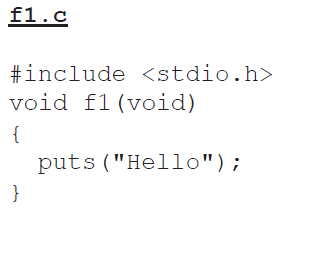 f1.c
#include <stdio.h>
void f1(void)
{
  puts("Hello");
}